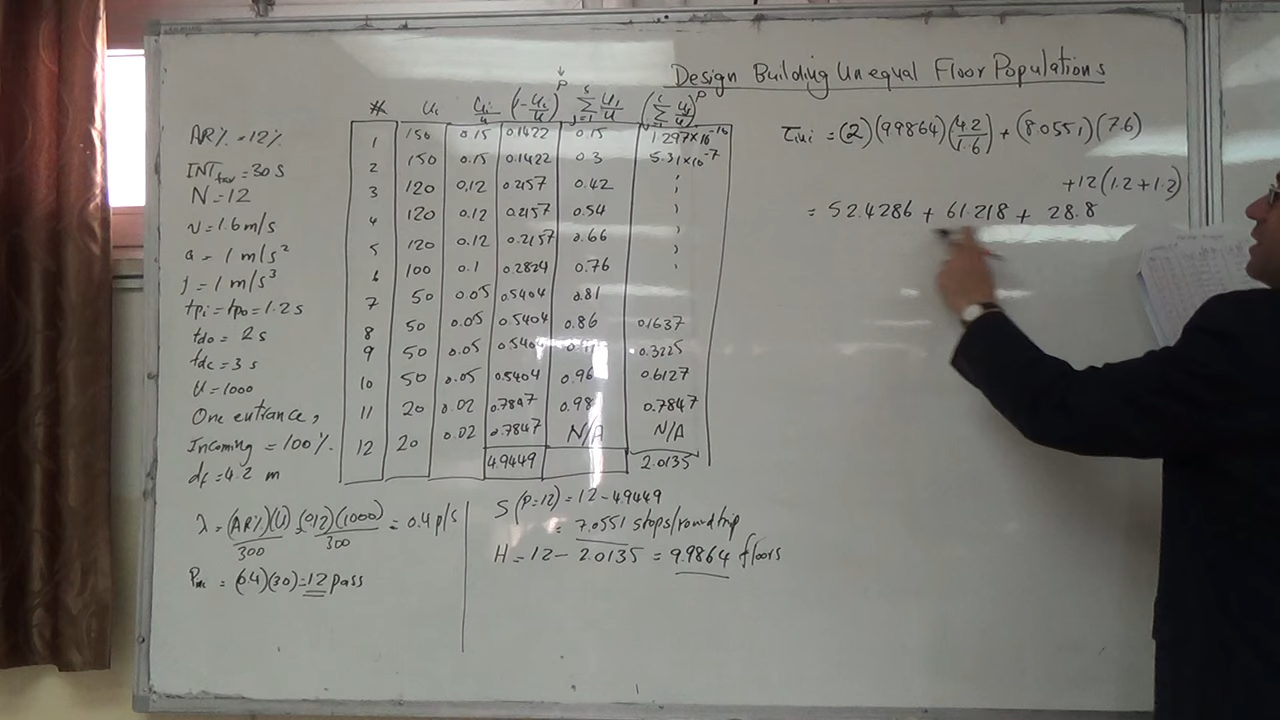 Design Building Unequal Floor Populations
AR% = 12%
INT_tar = 30 s
N = 12
v = 1.6 m/s
a = 1 m/s²
j = 1 m/s³
tpi = tpo = 1.2 s
tdo = 2 s
tdc = 3 s
U = 1000
One entrance,
Incoming = 100%.
df = 4.2 m
# Ui Ui/U (1-Ui/U)^P Σ^i_j=1 Uj/U (Σ^i_j=1 Uj/U)^P
1 150 0.15 0.1422 0.15 1.297×10^-10
2 150 0.15 0.1422 0.3 5.31×10^-7
3 120 0.12 0.2157 0.42 ,
4 120 0.12 0.2157 0.54 ,
5 120 0.12 0.2157 0.66 ,
6 100 0.1 0.2824 0.76 ,
7 50 0.05 0.5404 0.81
8 50 0.05 0.5404 0.86 0.1637
9 50 0.05 0.5404 0.3225
10 50 0.05 0.5404 0.96 0.6127
11 20 0.02 0.7847 0.98 0.7847
12 20 0.02 0.7847 N/A N/A
4.9449 2.0135
λ = (AR%)(U)/300 = (0.12)(1000)/300 = 0.4 p/s
= (0.4)(30) = 12 pass
S (P=12) = 12 - 4.9449
= 7.0551 stops/round trip
H = 12 - 2.0135 = 9.9864 floors
= (2)(9.9864)(4.2/1.6) + (8.0551)(7.6)
+ 12(1.2 + 1.2)
= 52.4286 + 61.218 + 28.8